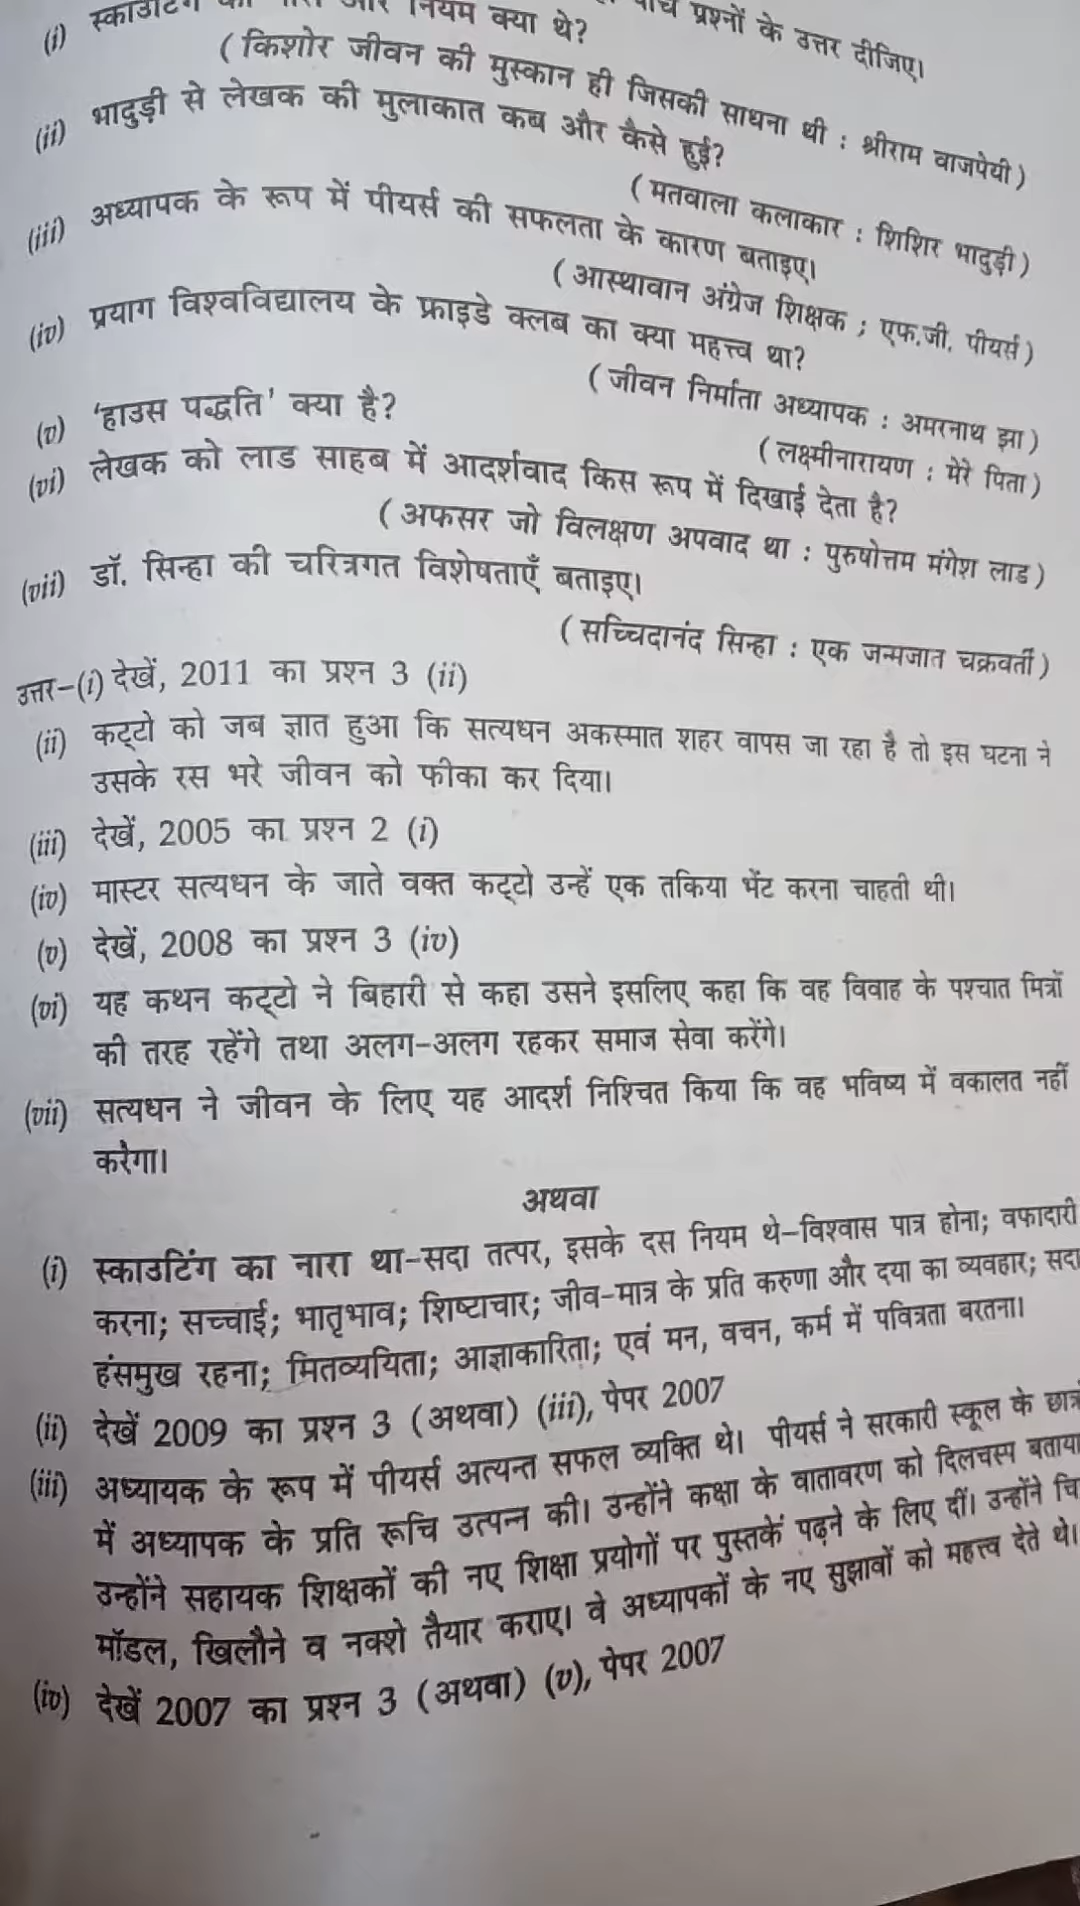 पाँच प्रश्नों के उत्तर दीजिए।
(i) स्काउटिंग का नारा और नियम क्या थे?
(किशोर जीवन की मुस्कान ही जिसकी साधना थी : श्रीराम वाजपेयी)
(ii) भादुड़ी से लेखक की मुलाकात कब और कैसे हुई?
(मतवाला कलाकार : शिशिर भादुड़ी)
(iii) अध्यापक के रूप में पीयर्स की सफलता के कारण बताइए।
(आस्थावान अंग्रेज शिक्षक ; एफ.जी. पीयर्स)
(iv) प्रयाग विश्वविद्यालय के फ्राइडे क्लब का क्या महत्त्व था?
(जीवन निर्माता अध्यापक : अमरनाथ झा)
(v) 'हाउस पद्धति' क्या है?
(लक्ष्मीनारायण : मेरे पिता)
(vi) लेखक को लाड साहब में आदर्शवाद किस रूप में दिखाई देता है?
(अफसर जो विलक्षण अपवाद था : पुरुषोत्तम मंगेश लाड)
(vii) डॉ. सिन्हा की चरित्रगत विशेषताएँ बताइए।
(सच्चिदानंद सिन्हा : एक जन्मजात चक्रवर्ती)
उत्तर-(i) देखें, 2011 का प्रश्न 3 (ii)
(ii) कट्टो को जब ज्ञात हुआ कि सत्यधन अकस्मात शहर वापस जा रहा है तो इस घटना ने
उसके रस भरे जीवन को फीका कर दिया।
(iii) देखें, 2005 का प्रश्न 2 (i)
(iv) मास्टर सत्यधन के जाते वक्त कट्टो उन्हें एक तकिया भेंट करना चाहती थी।
(v) देखें, 2008 का प्रश्न 3 (iv)
(vi) यह कथन कट्टो ने बिहारी से कहा उसने इसलिए कहा कि वह विवाह के पश्चात मित्रों
की तरह रहेंगे तथा अलग-अलग रहकर समाज सेवा करेंगे।
(vii) सत्यधन ने जीवन के लिए यह आदर्श निश्चित किया कि वह भविष्य में वकालत नहीं
करेगा।
अथवा
(i) स्काउटिंग का नारा था-सदा तत्पर, इसके दस नियम थे-विश्वास पात्र होना; वफादारी
करना; सच्चाई; भातृभाव; शिष्टाचार; जीव-मात्र के प्रति करुणा और दया का व्यवहार; सदा
हंसमुख रहना; मितव्ययिता; आज्ञाकारिता; एवं मन, वचन, कर्म में पवित्रता बरतना।
(ii) देखें 2009 का प्रश्न 3 (अथवा) (iii), पेपर 2007
(iii) अध्यायक के रूप में पीयर्स अत्यन्त सफल व्यक्ति थे। पीयर्स ने सरकारी स्कूल के
में अध्यापक के प्रति रूचि उत्पन्न की। उन्होंने कक्षा के वातावरण को दिलचस्प बताया
उन्होंने सहायक शिक्षकों की नए शिक्षा प्रयोगों पर पुस्तकें पढ़ने के लिए दीं। उन्होंने
मॉडल, खिलौने व नक्शे तैयार कराए। वे अध्यापकों के नए सुझावों को महत्त्व देते थे।
(iv) देखें 2007 का प्रश्न 3 (अथवा) (v), पेपर 2007